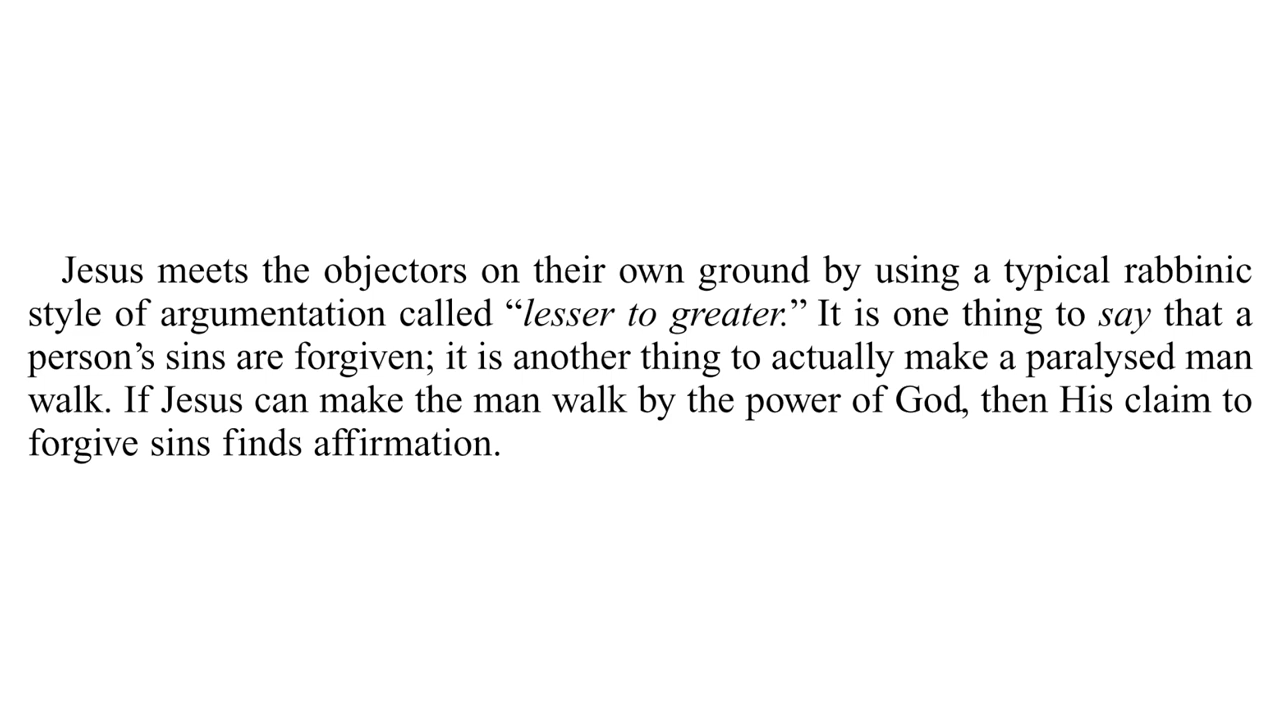 Jesus meets the objectors on their own ground by using a typical rabbinic
style of argumentation called “lesser to greater.” It is one thing to say that a
person’s sins are forgiven; it is another thing to actually make a paralysed man
walk. If Jesus can make the man walk by the power of God, then His claim to
forgive sins finds affirmation.